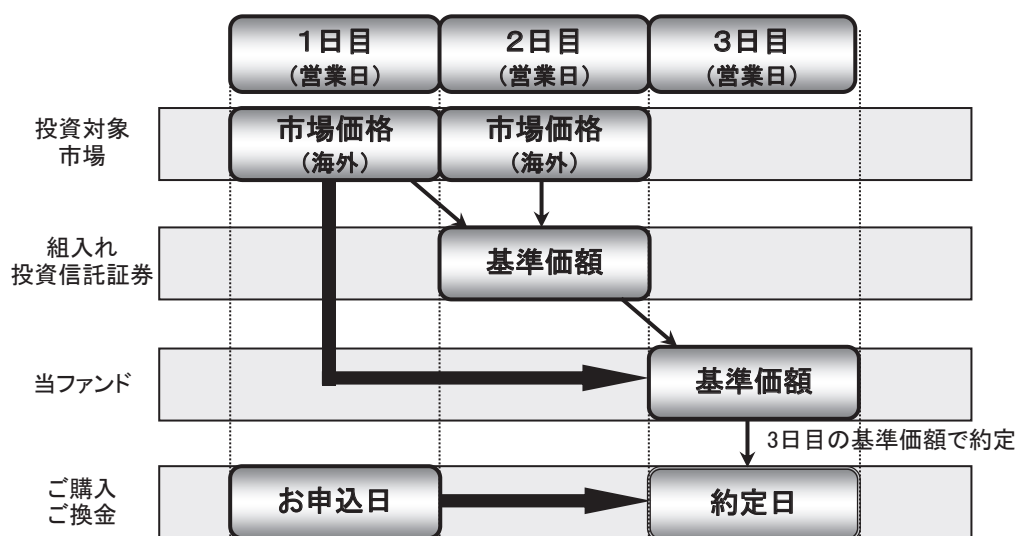 1日目
(営業日)
2日目
(営業日)
3日目
(営業日)
投資対象
市場
市場価格
(海外)
市場価格
(海外)
組入れ
投資信託証券
基準価額
当ファンド
基準価額
3日目の基準価額で約定
ご購入
ご換金
お申込日
約定日